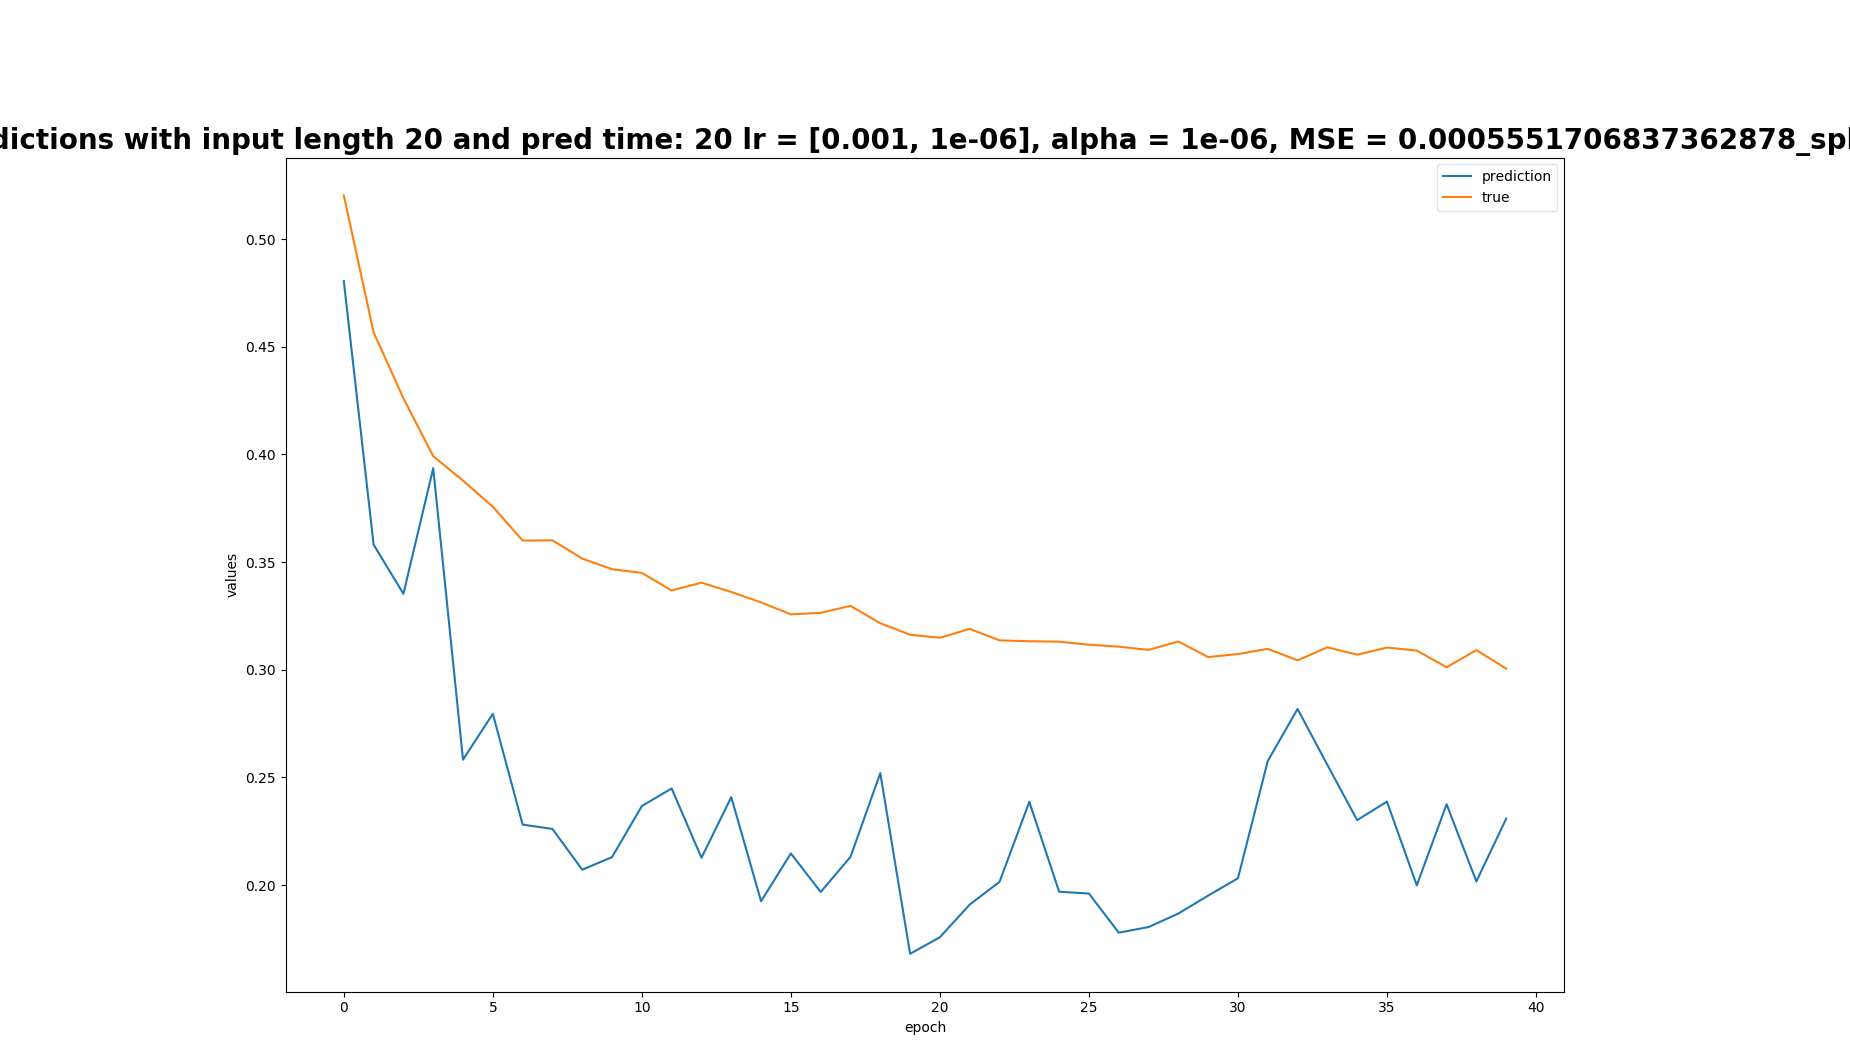 dictions with input length 20 and pred time: 20 lr = [0.001, 1e-06], alpha = 1e-06, MSE = 0.0005551706837362878_spl
prediction
true
0.50
0.45
0.40
0.35
0.30
0.25
0.20
values
0 5 10 15 20 25 30 35 40
epoch